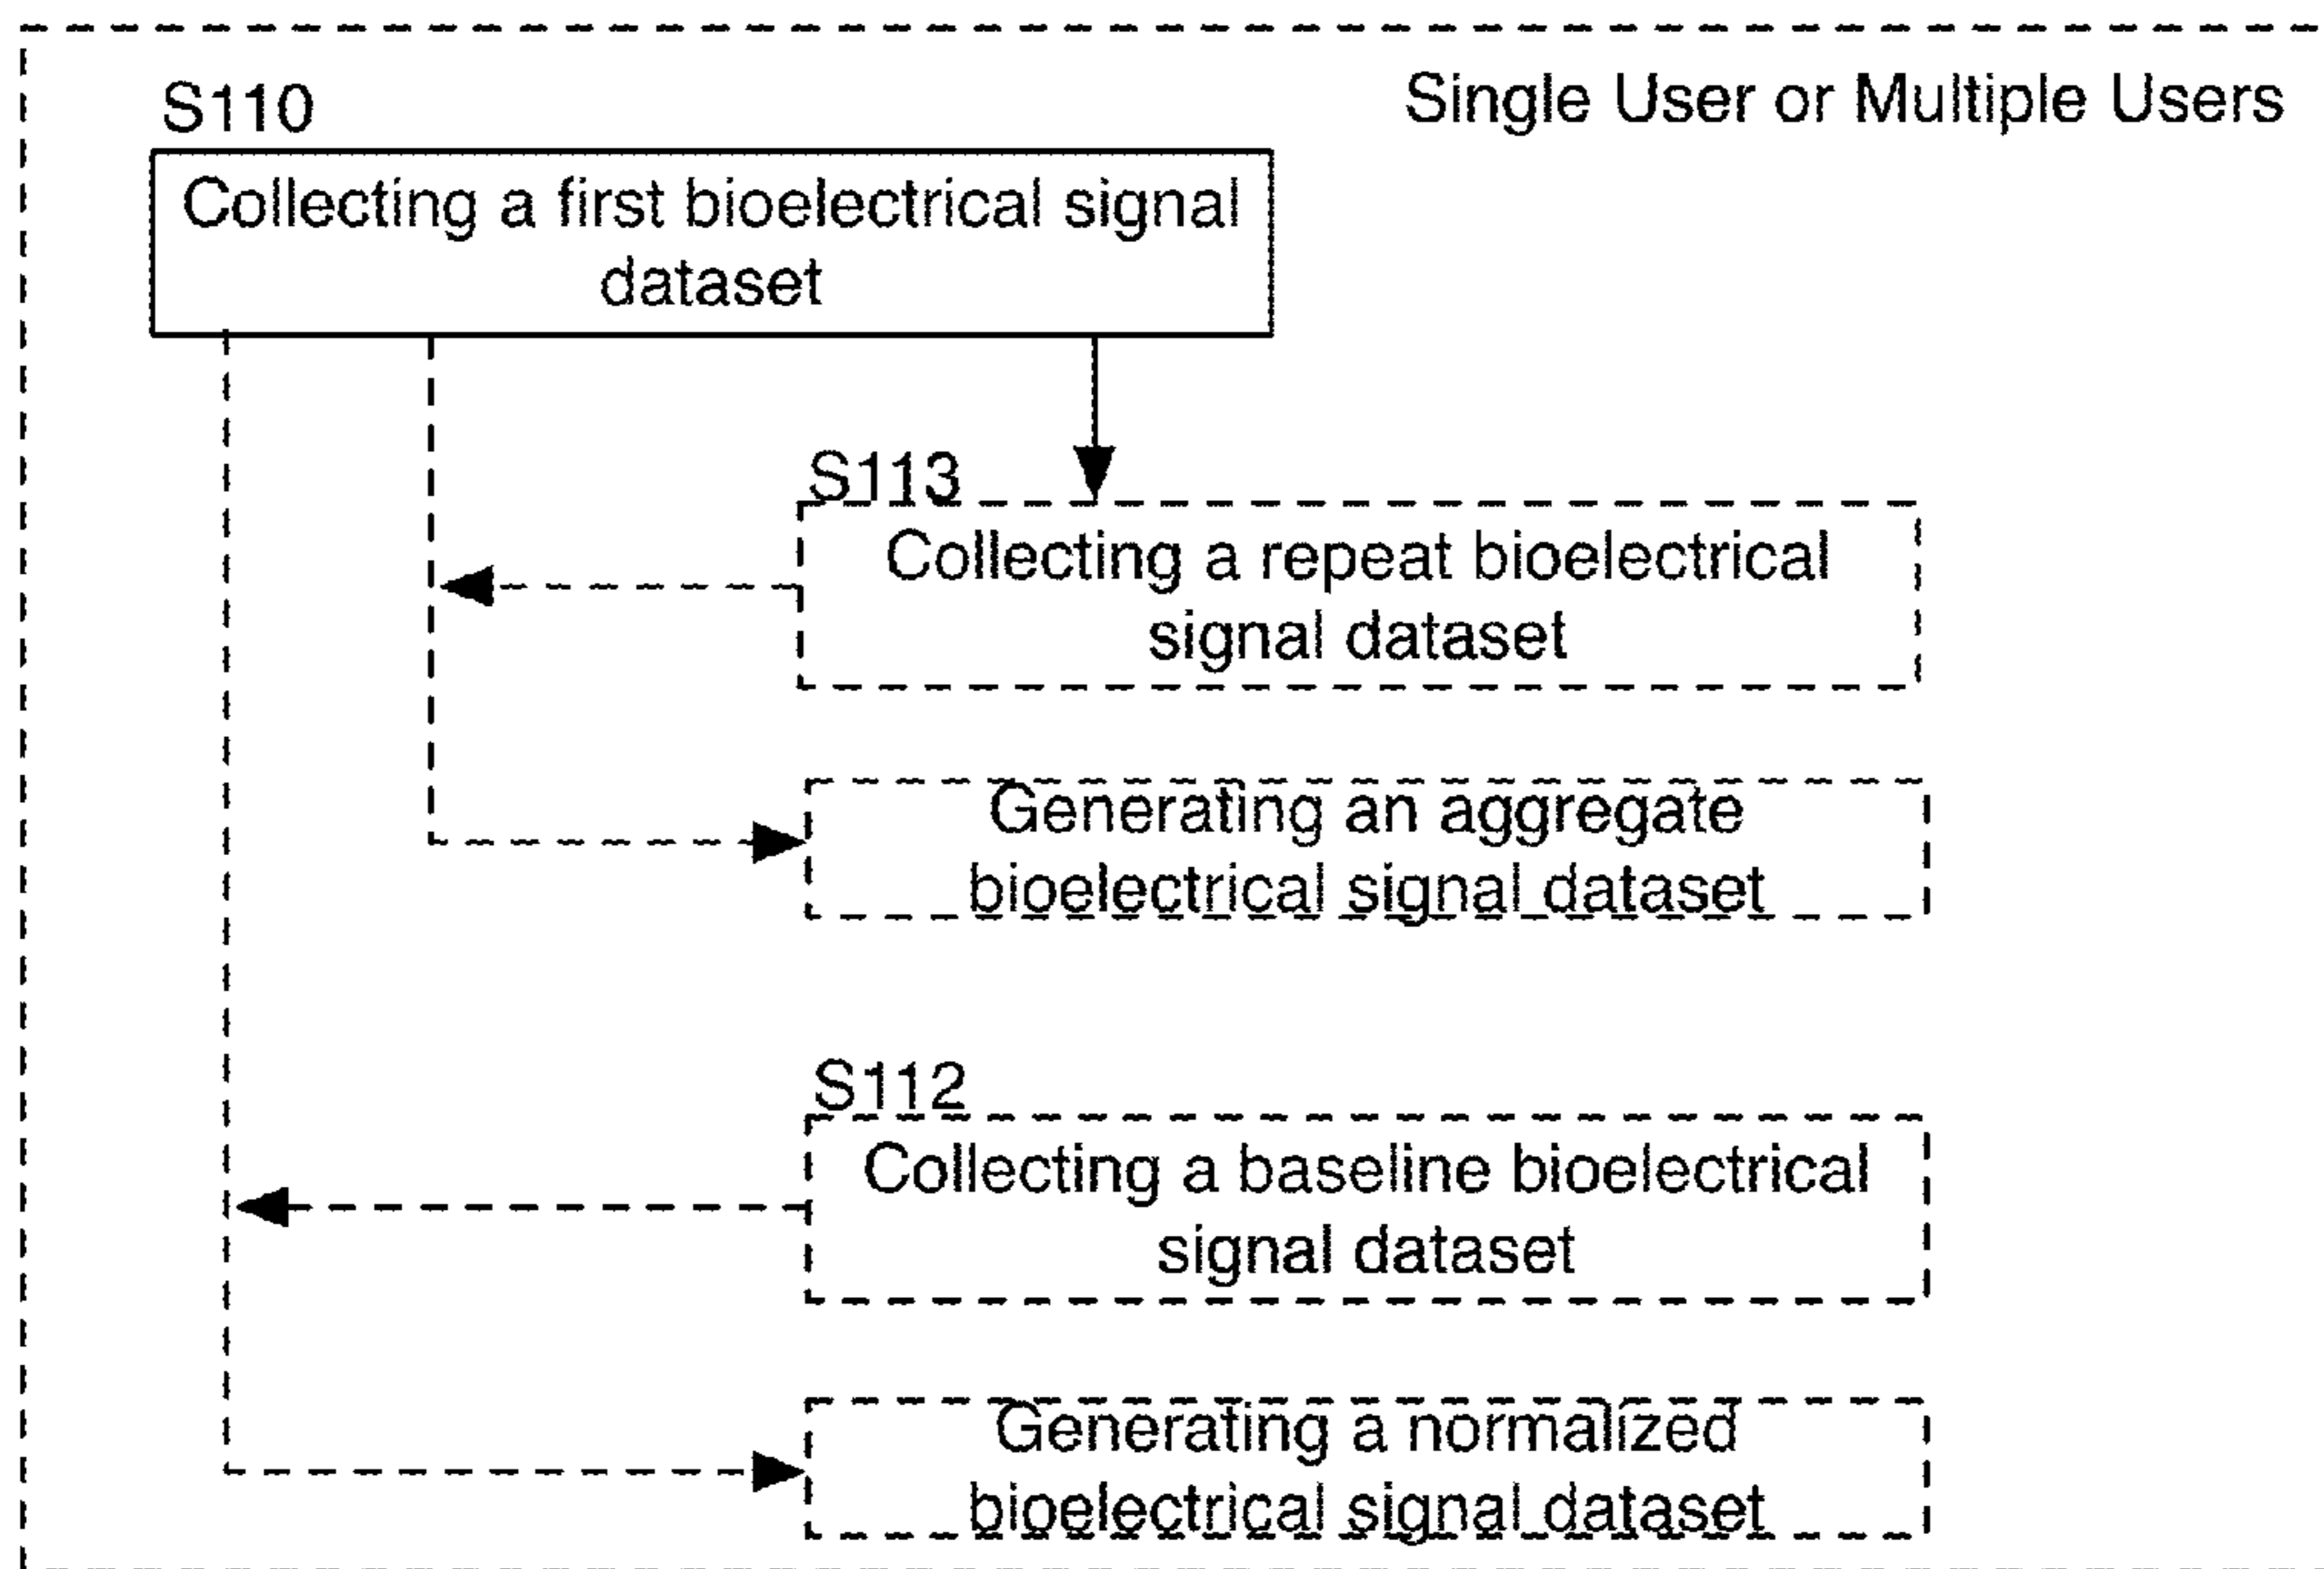 Single User or Multiple Users
S110
Collecting a first bioelectrical signal
dataset
S113
Collecting a repeat bioelectrical
signal dataset
Generating an aggregate
bioelectrical signal dataset
S112
Collecting a baseline bioelectrical
signal dataset
Generating a normalized
bioelectrical signal dataset